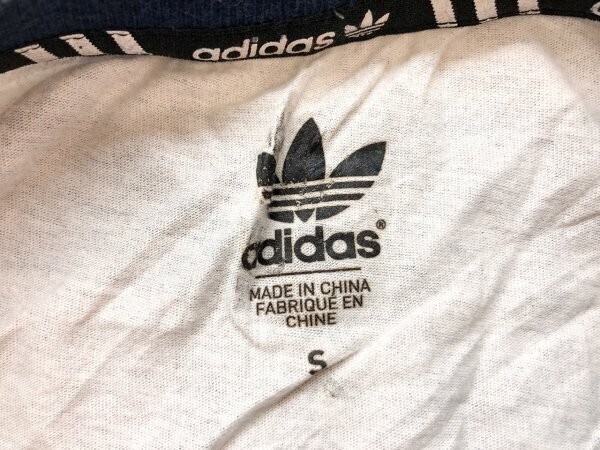 adidas
adidas®
MADE IN CHINA
FABRIQUE EN
CHINE
S